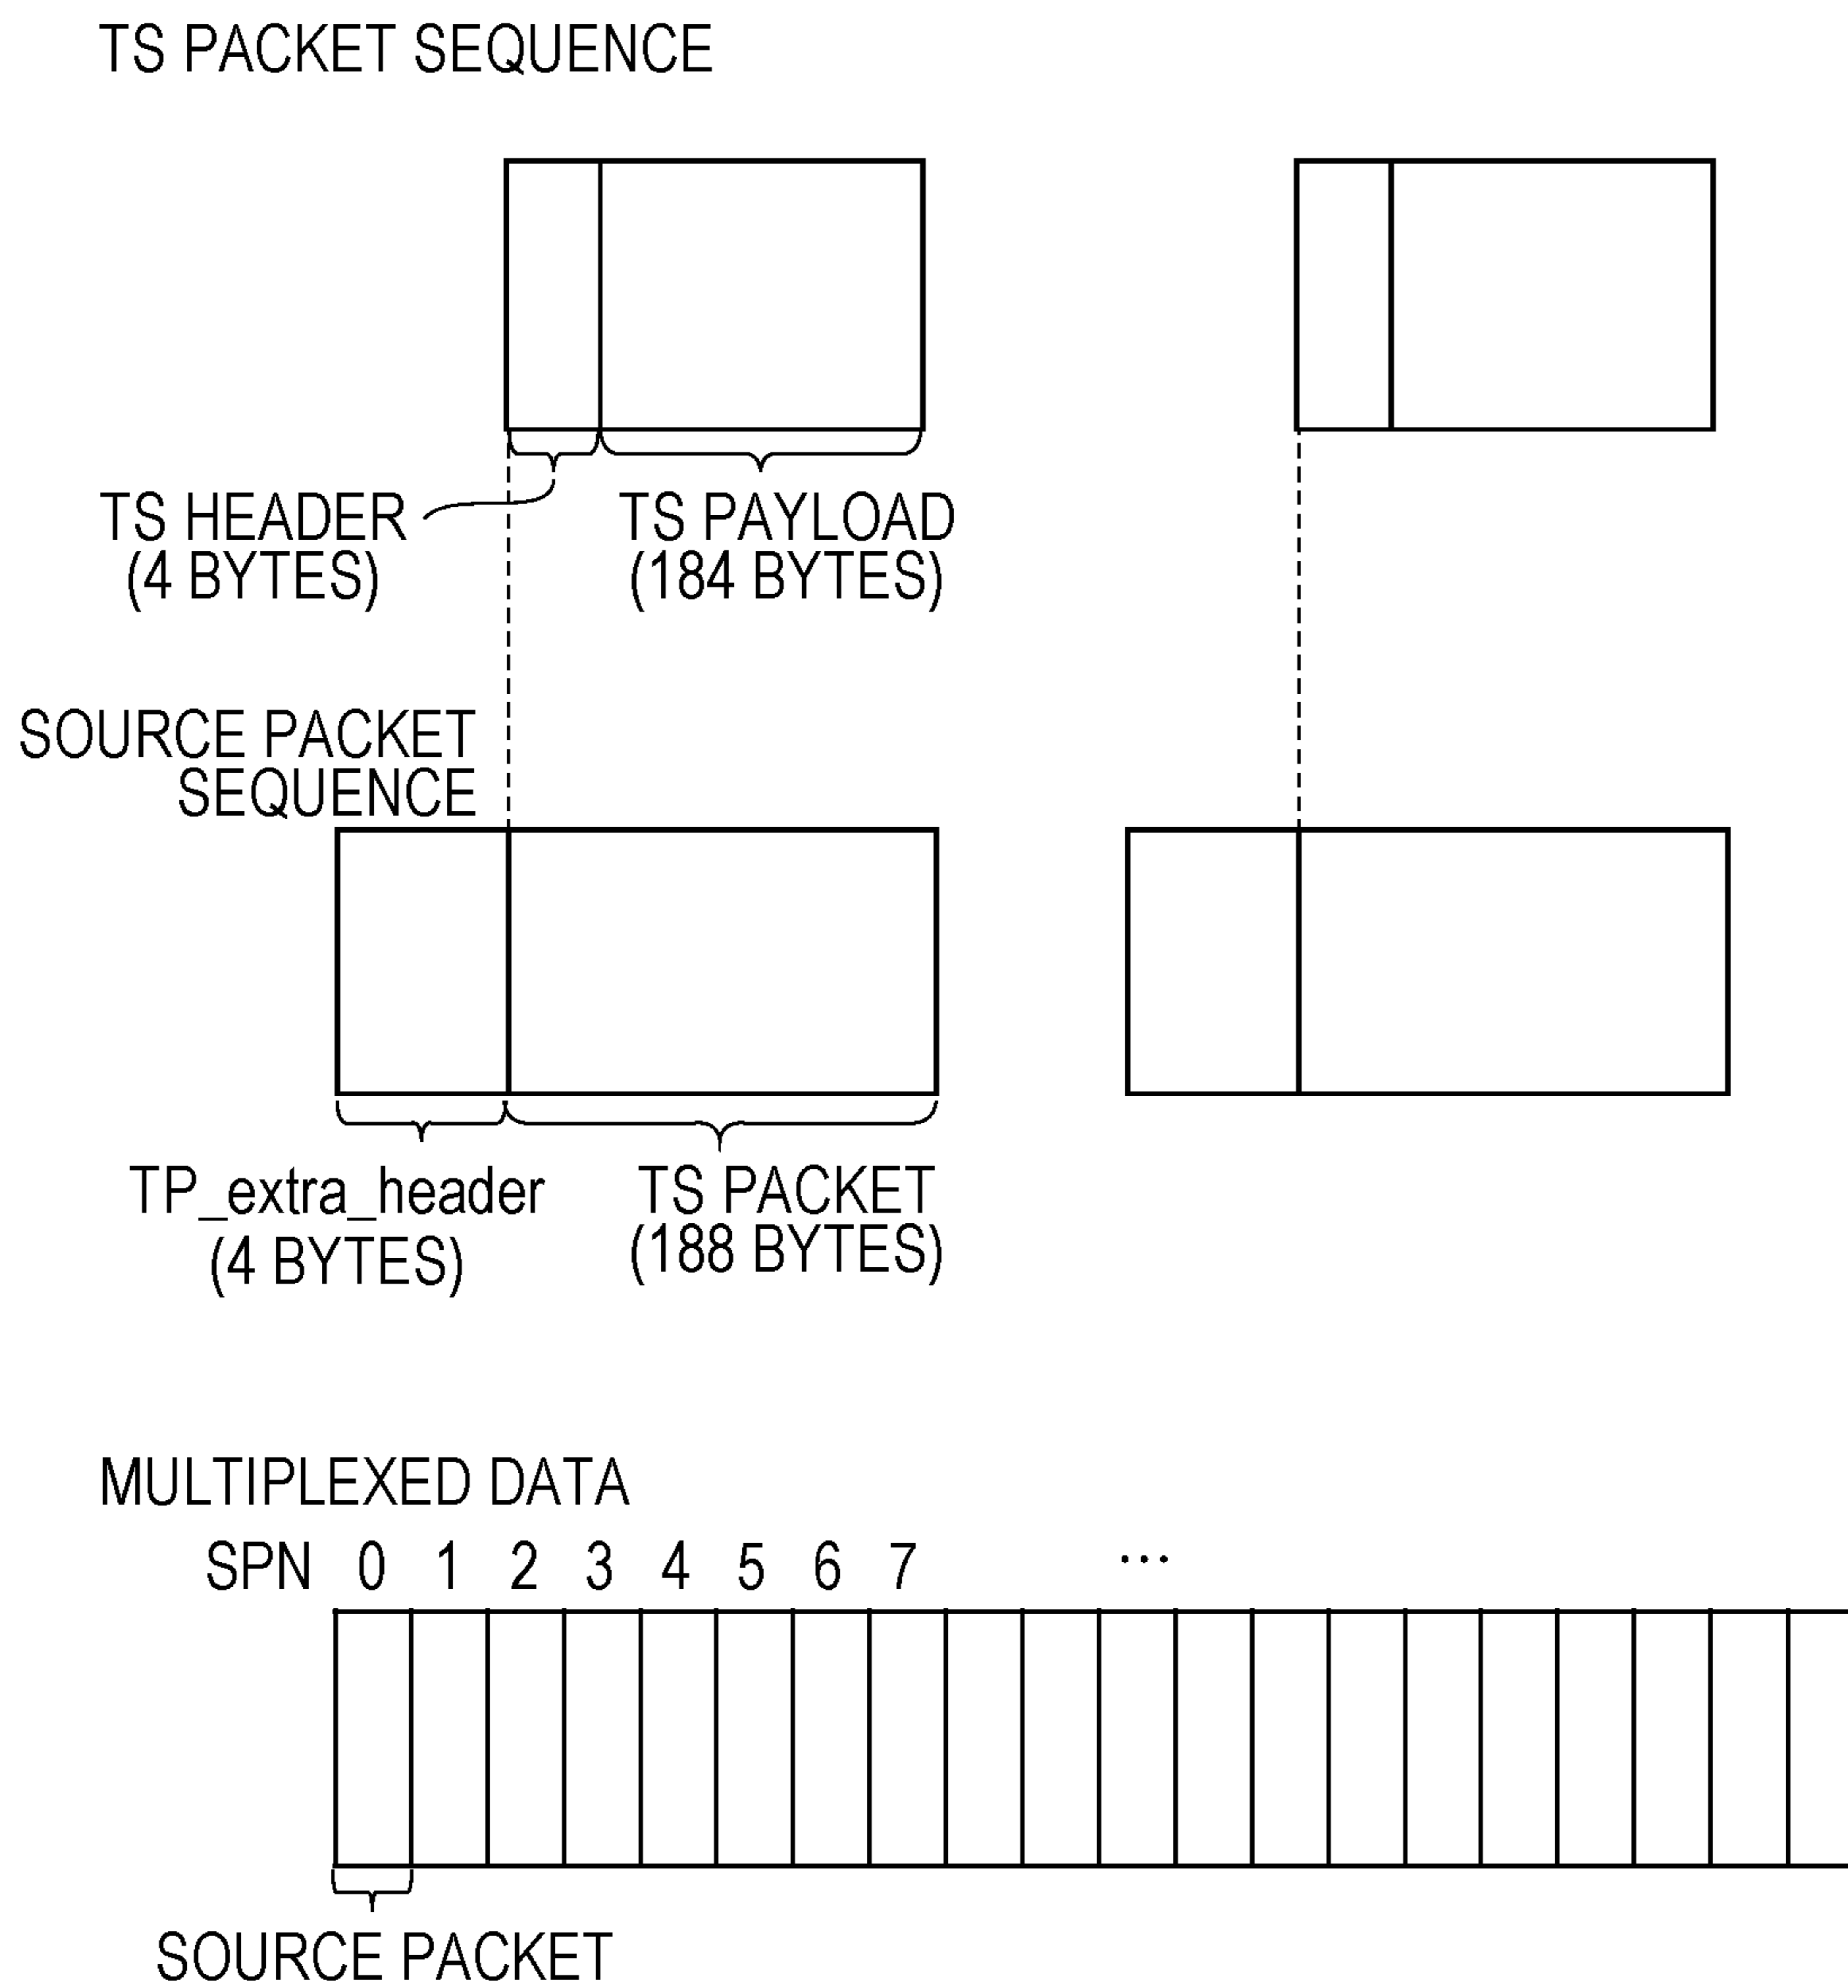 TS PACKET SEQUENCE
TS HEADER
(4 BYTES)
TS PAYLOAD
(184 BYTES)
SOURCE PACKET
SEQUENCE
TP_extra_header
(4 BYTES)
TS PACKET
(188 BYTES)
MULTIPLEXED DATA
SPN 0 1 2 3 4 5 6 7 ...
SOURCE PACKET